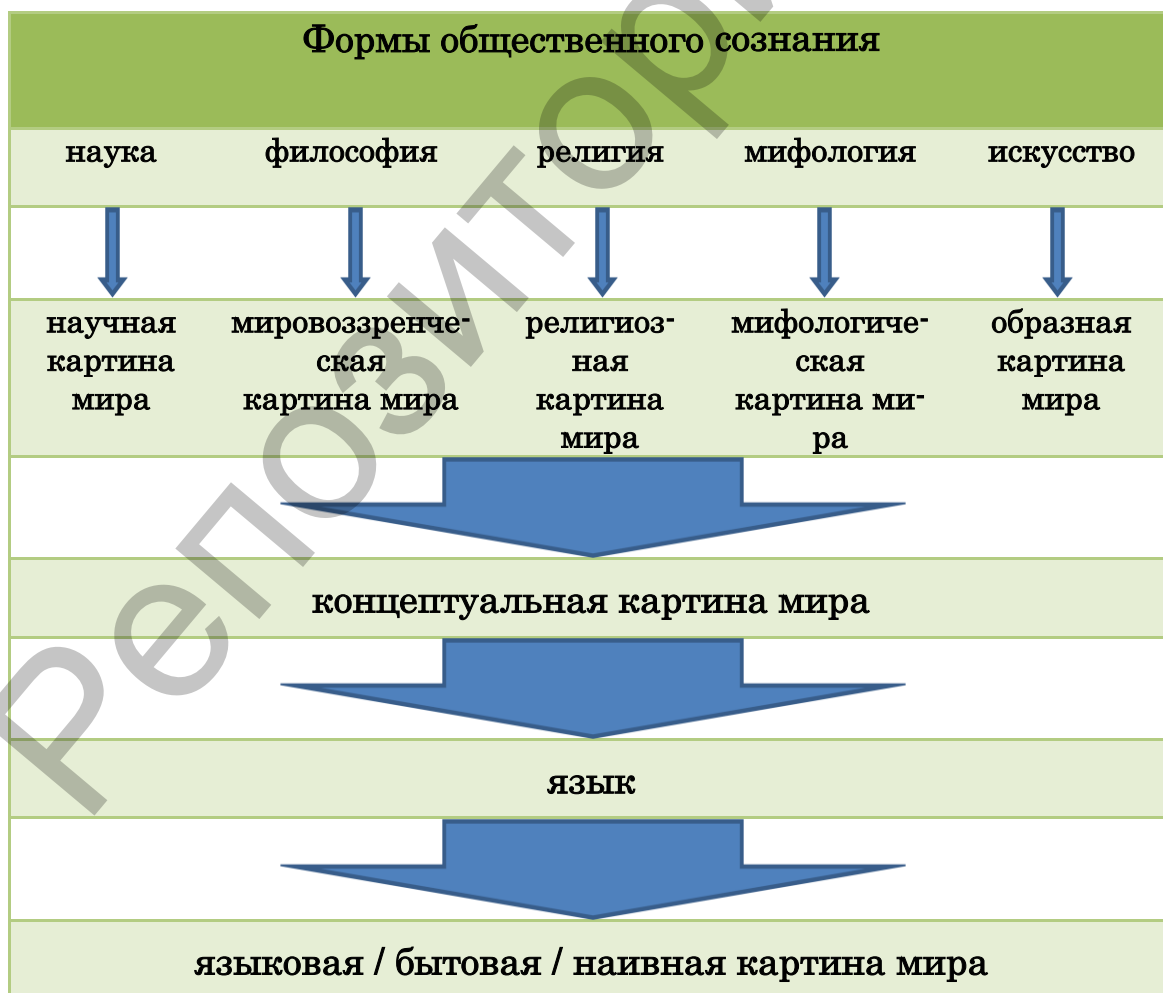 Формы общественного сознания
наука философия религия мифология искусство
научная мировоззренче- религиоз- мифологиче- образная
картина ская ная ская картина
мира картина мира картина картина ми- мира
мира ра
концептуальная картина мира
язык
языковая / бытовая / наивная картина мира